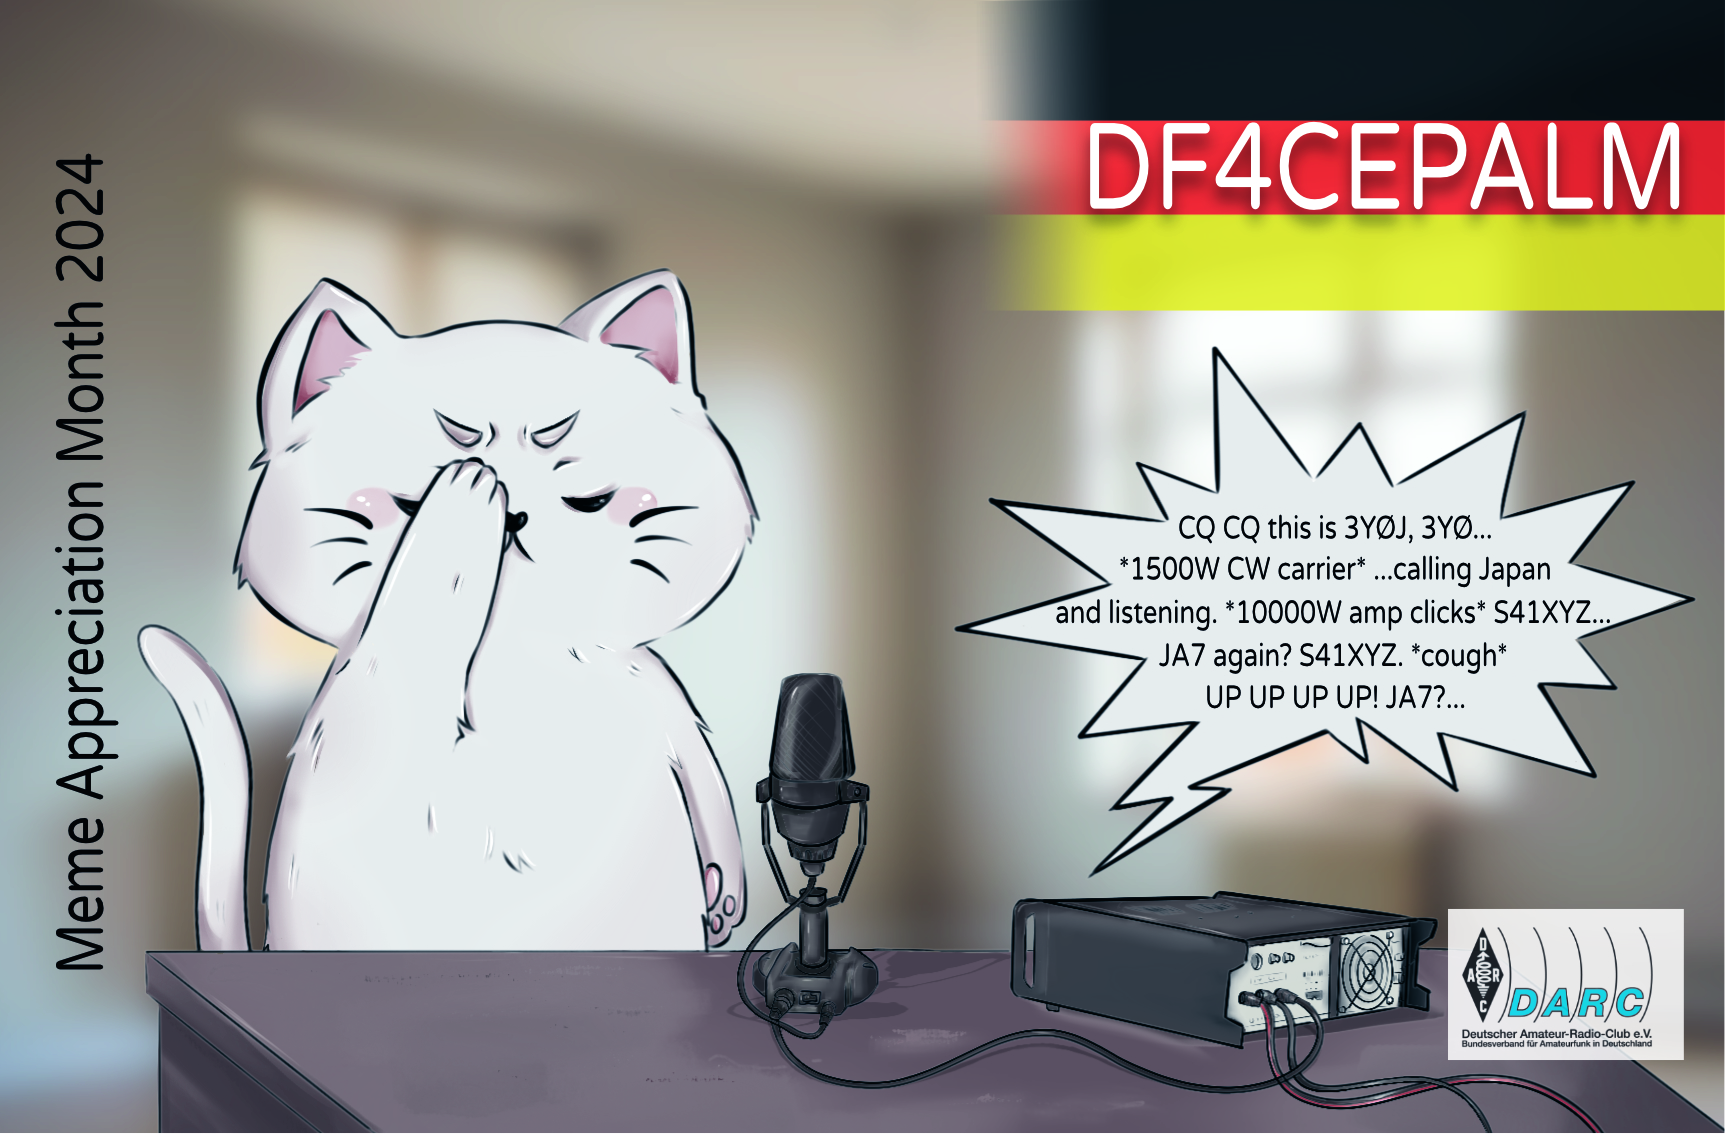 Meme Appreciation Month 2024
DF4CEPALM
CQ CQ this is 3YØJ, 3YØ...
*1500W CW carrier* ...calling Japan
and listening. *10000W amp clicks* S41XYZ...
JA7 again? S41XYZ. *cough*
UP UP UP UP! JA7?...
D
A R
C
DARC
Deutscher Amateur-Radio-Club e.V.
Bundesverband für Amateurfunk in Deutschland